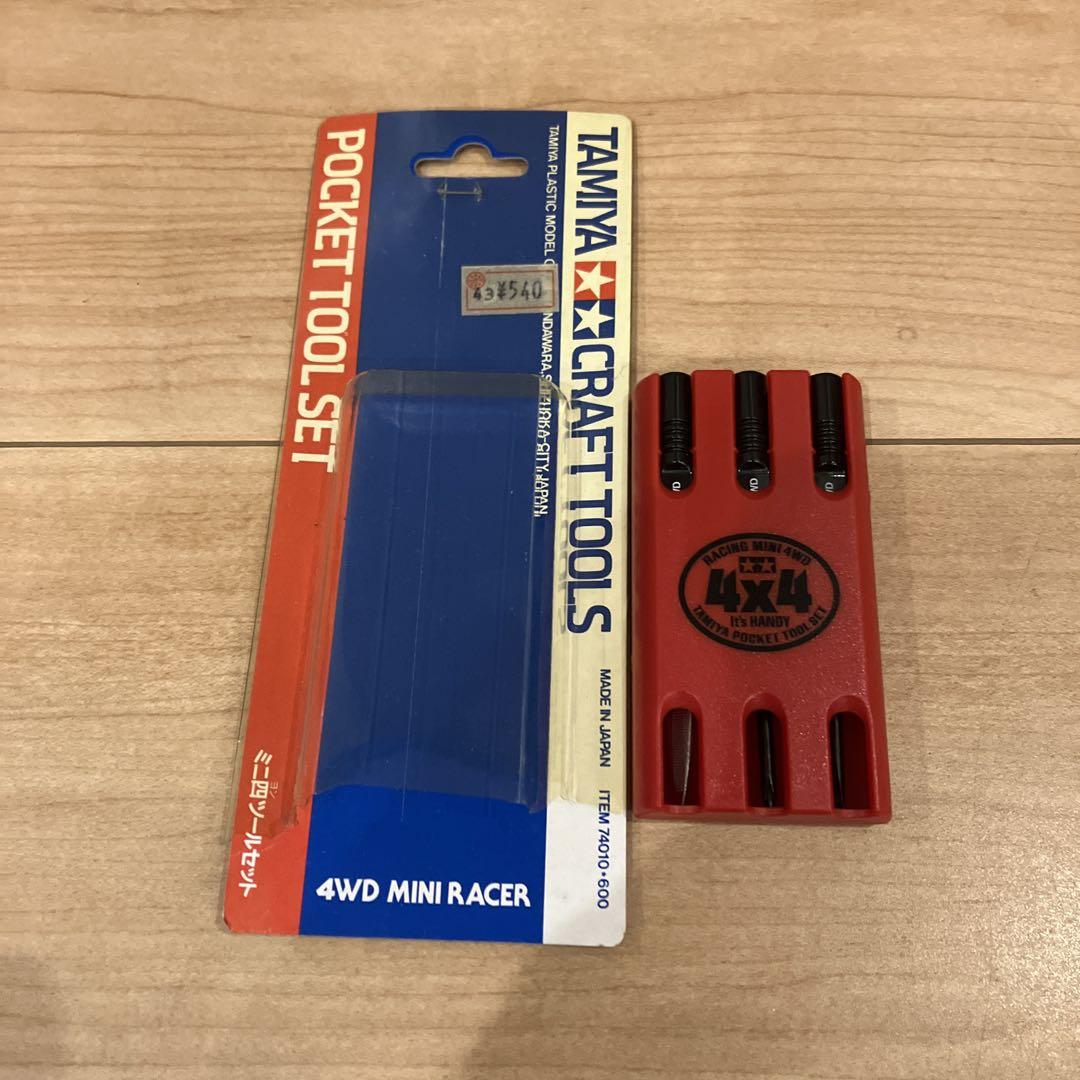 POCKET TOOL SET
ミニ四ツールセット
ヨン
TAMIYA CRAFT TOOLS
TAMIYA PLASTIC MODEL
CITY, JAPAN
43¥540
MADE IN JAPAN
ITEM 74010•600
4WD MINI RACER
RACING MINI 4WD
4x4
It's HANDY
TAMIYA POCKET TOOL SET